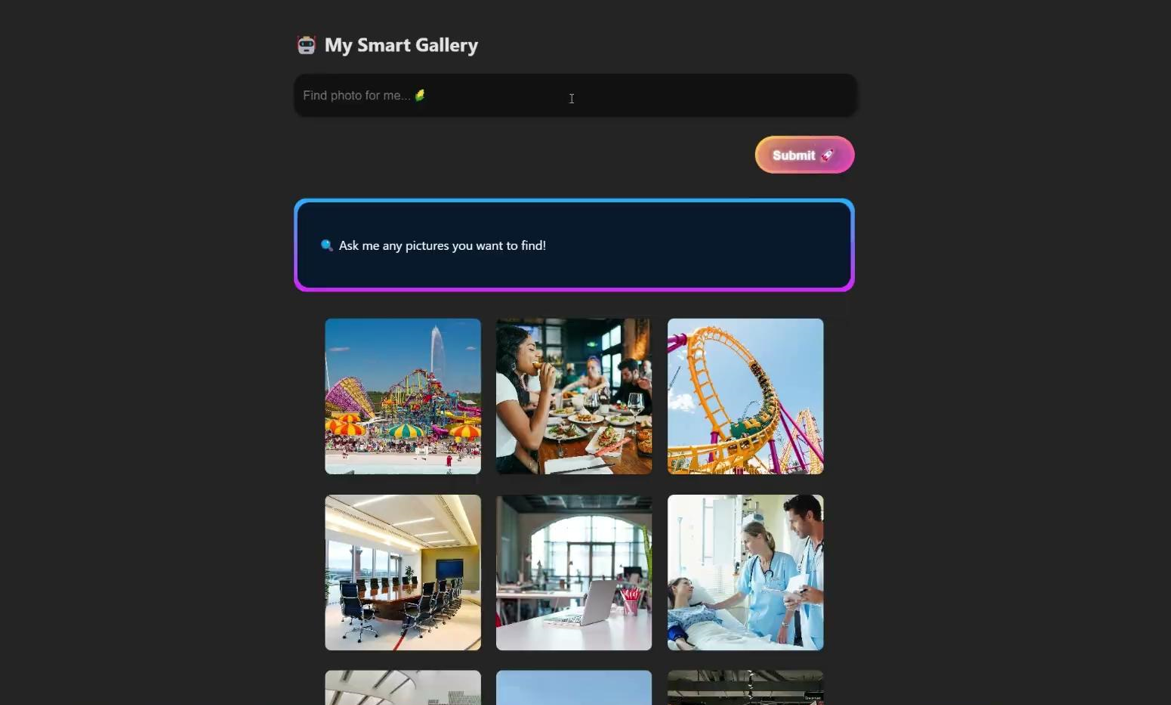 My Smart Gallery
Find photo for me... 🌽
Submit 🚀
🔍 Ask me any pictures you want to find!